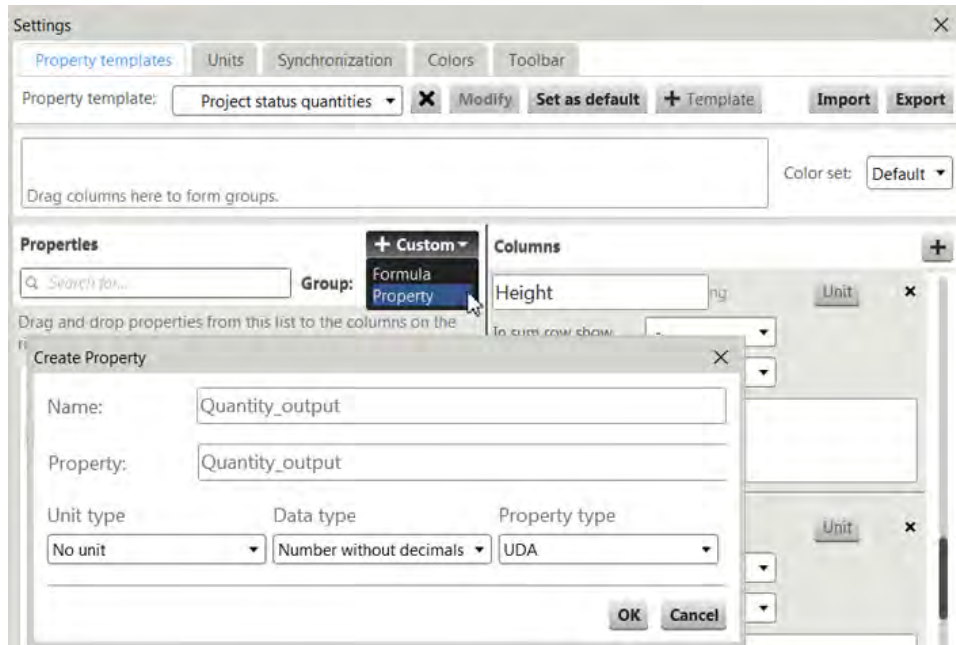 Settings
Property templates Units Synchronization Colors Toolbar
Property template: Project status quantities Modify Set as default + Template Import Export
Drag columns here to form groups.
Color set: Default
Properties + Custom Columns +
Search for... Group: Formula
Property
Height Unit
Drag and drop properties from this list to the columns on the
In sum row show -
Create Property
Name: Quantity_output
Property: Quantity_output
Unit type Data type Property type
Unit
No unit Number without decimals UDA
OK Cancel